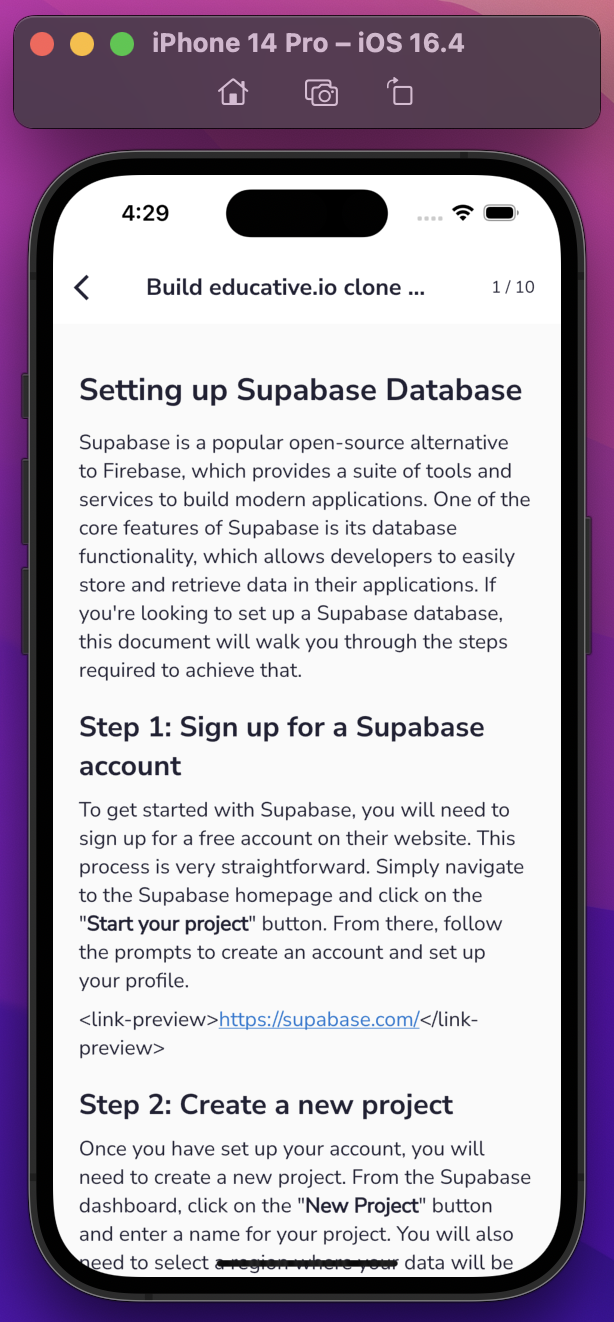 iPhone 14 Pro – iOS 16.4
4:29
Build educative.io clone ...
1 / 10
Setting up Supabase Database
Supabase is a popular open-source alternative
to Firebase, which provides a suite of tools and
services to build modern applications. One of the
core features of Supabase is its database
functionality, which allows developers to easily
store and retrieve data in their applications. If
you're looking to set up a Supabase database,
this document will walk you through the steps
required to achieve that.
Step 1: Sign up for a Supabase
account
To get started with Supabase, you will need to
sign up for a free account on their website. This
process is very straightforward. Simply navigate
to the Supabase homepage and click on the
"Start your project" button. From there, follow
the prompts to create an account and set up
your profile.
<link-preview>https://supabase.com/</link-
preview>
Step 2: Create a new project
Once you have set up your account, you will
need to create a new project. From the Supabase
dashboard, click on the "New Project" button
and enter a name for your project. You will also
need to select a region where your data will be